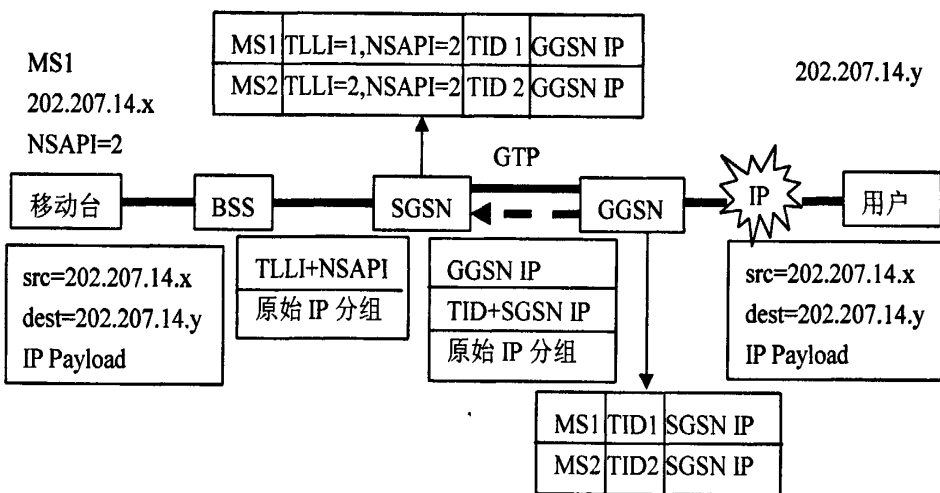 MS1 TLLI=1,NSAPI=2 TID 1 GGSN IP
MS2 TLLI=2,NSAPI=2 TID 2 GGSN IP
MS1
202.207.14.x
NSAPI=2
202.207.14.y
GTP
移动台
BSS
SGSN
GGSN
IP
用户
src=202.207.14.x
dest=202.207.14.y
IP Payload
TLLI+NSAPI
原始 IP 分组
GGSN IP
TID+SGSN IP
原始 IP 分组
src=202.207.14.x
dest=202.207.14.y
IP Payload
MS1 TID1 SGSN IP
MS2 TID2 SGSN IP